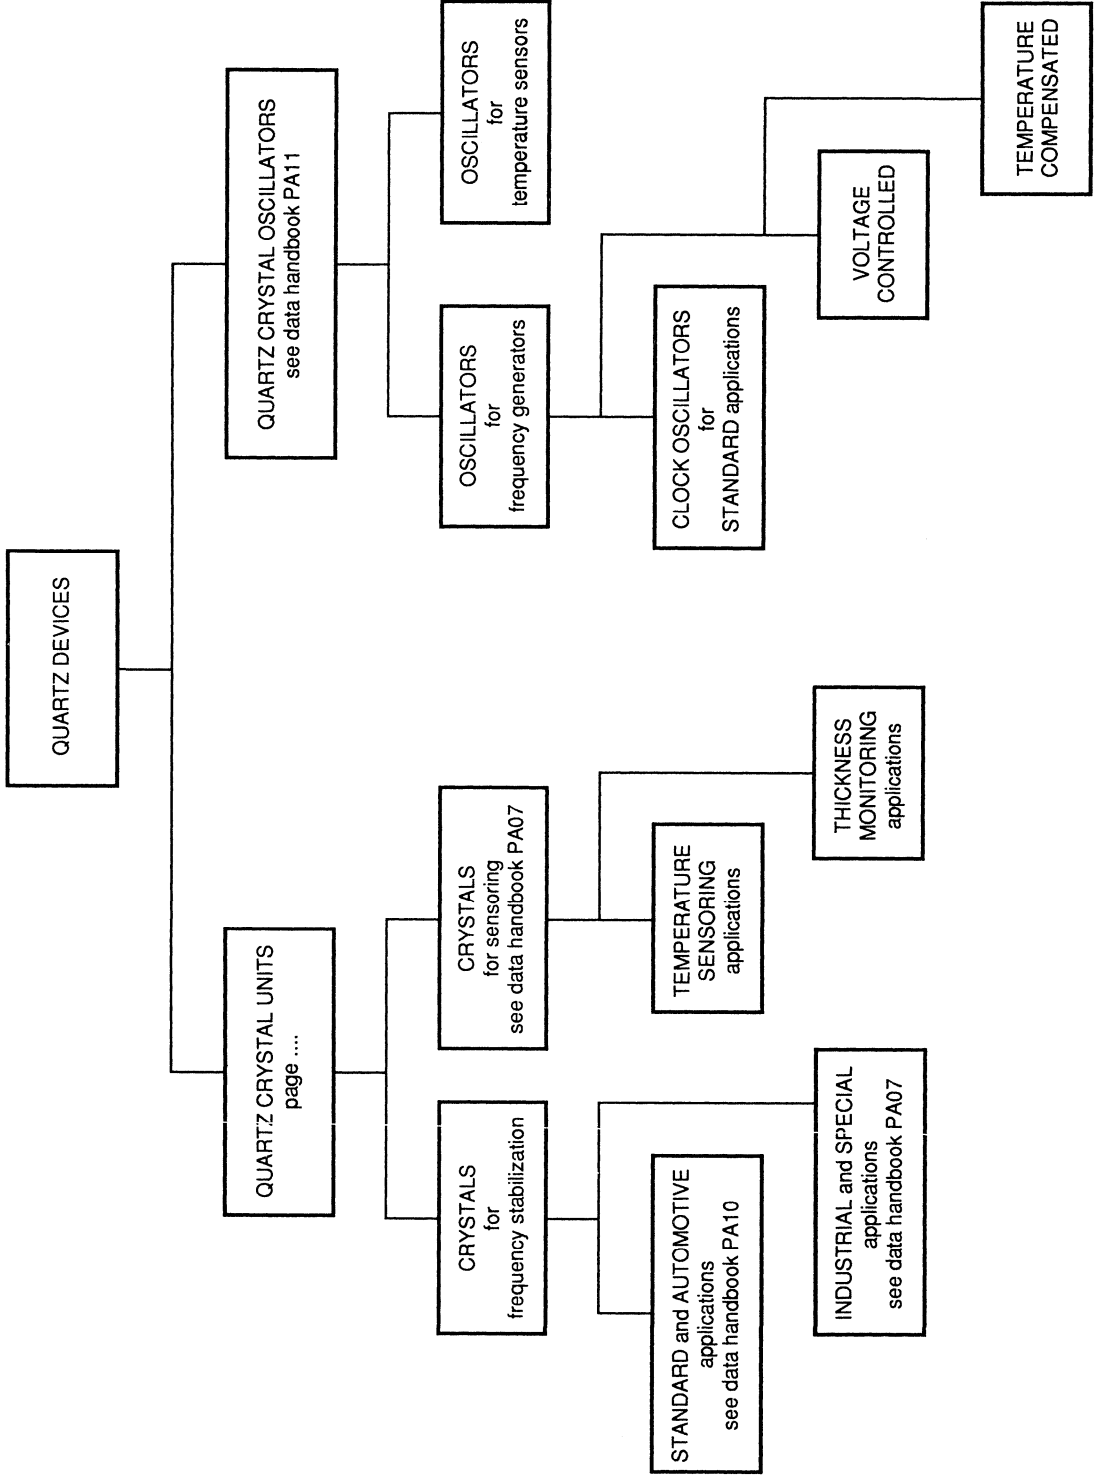 QUARTZ DEVICES
QUARTZ CRYSTAL UNITS
page ....
QUARTZ CRYSTAL OSCILLATORS
see data handbook PA11
CRYSTALS
for
frequency stabilization
CRYSTALS
for sensoring
see data handbook PA07
OSCILLATORS
for
frequency generators
OSCILLATORS
for
temperature sensors
STANDARD and AUTOMOTIVE
applications
see data handbook PA10
TEMPERATURE
SENSORING
applications
CLOCK OSCILLATORS
for
STANDARD applications
INDUSTRIAL and SPECIAL
applications
see data handbook PA07
THICKNESS
MONITORING
applications
VOLTAGE
CONTROLLED
TEMPERATURE
COMPENSATED